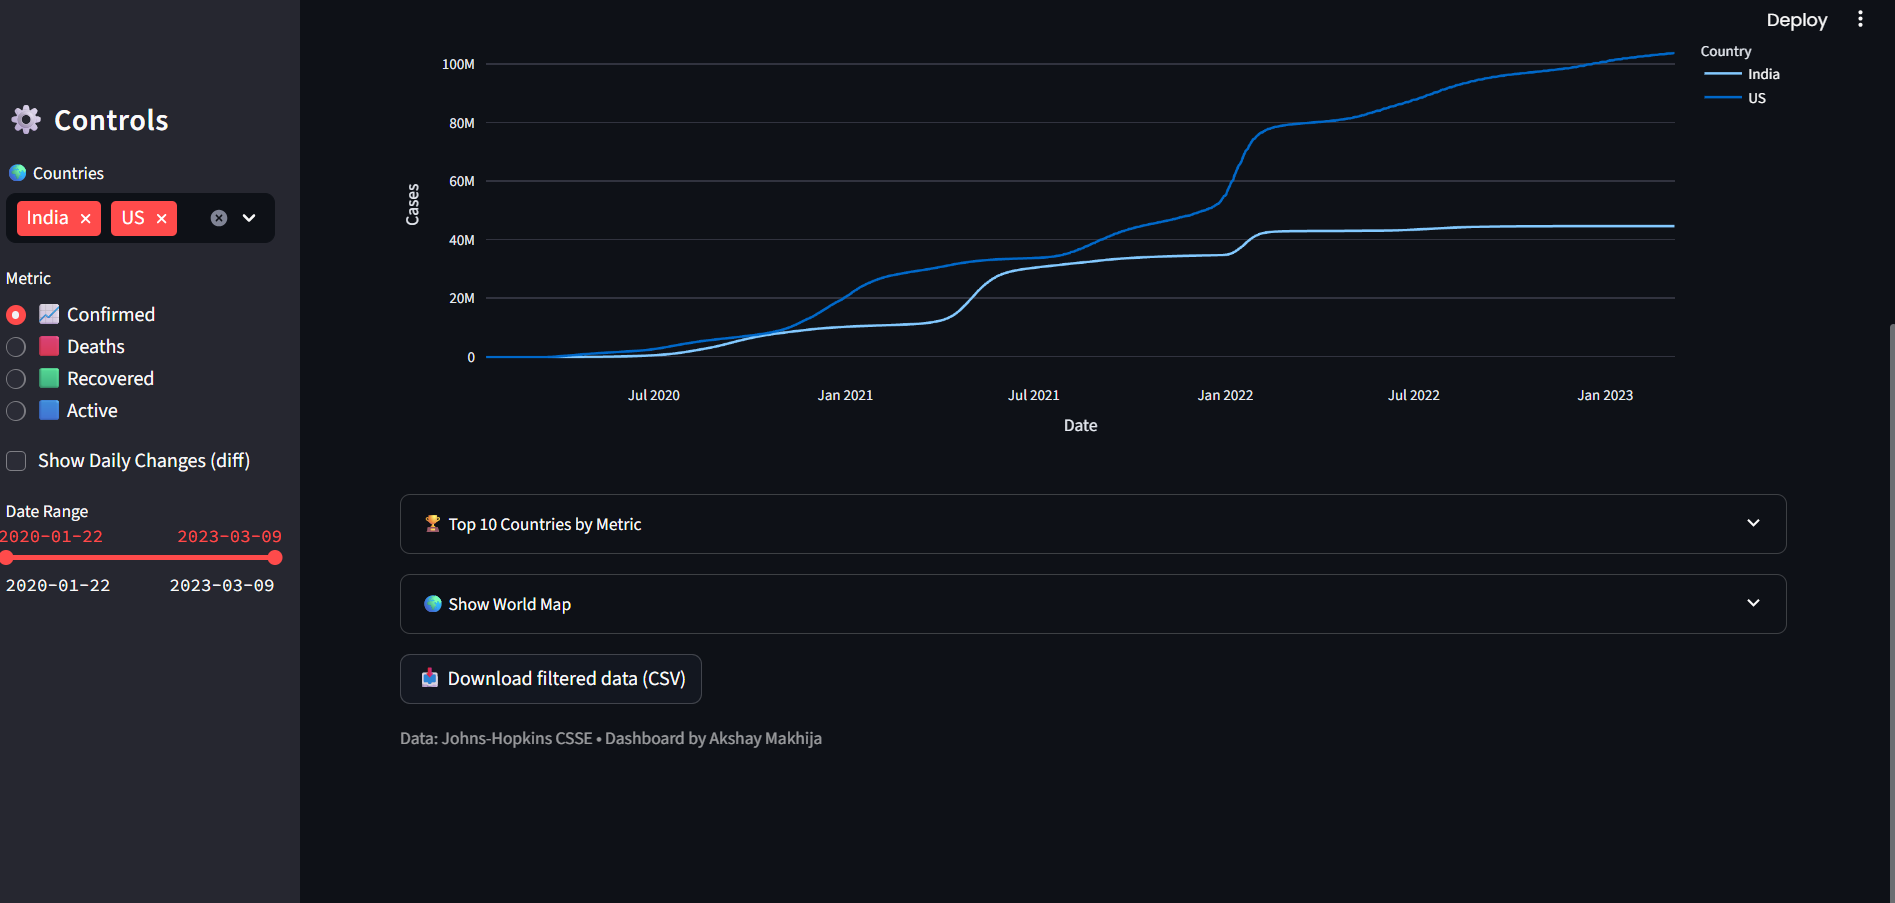 Deploy
Controls
Countries
India
US
Metric
Confirmed
Deaths
Recovered
Active
Show Daily Changes (diff)
Date Range
2020-01-22 2023-03-09
2020-01-22 2023-03-09
Country
India
US
Cases
100M
80M
60M
40M
20M
0
Jul 2020 Jan 2021 Jul 2021 Jan 2022 Jul 2022 Jan 2023
Date
Top 10 Countries by Metric
Show World Map
Download filtered data (CSV)
Data: Johns-Hopkins CSSE • Dashboard by Akshay Makhija